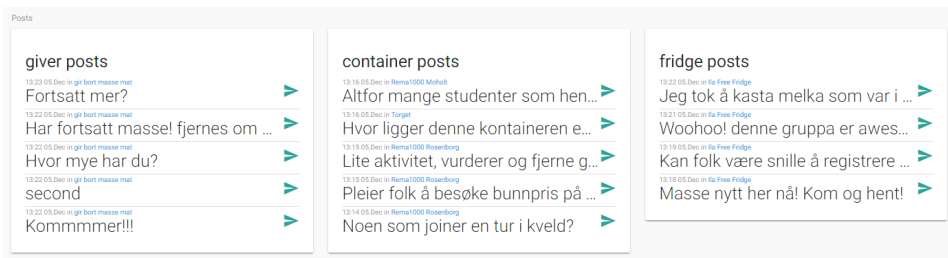 Posts
giver posts
13:23 05.Dec in gir bort masse mat
Fortsatt mer?
13:22 05.Dec in gir bort masse mat
Har fortsatt masse! fjernes om ...
13:22 05.Dec in gir bort masse mat
Hvor mye har du?
13:22 05.Dec in gir bort masse mat
second
13:22 05.Dec in gir bort masse mat
Kommmmer!!!
container posts
13:16 05.Dec in Rema1000 Moholt
Altfor mange studenter som hen...
13:16 05.Dec in Torget
Hvor ligger denne kontaineren e...
13:15 05.Dec in Rema1000 Rosenborg
Lite aktivitet, vurderer og fjerne g...
13:15 05.Dec in Rema1000 Rosenborg
Pleier folk å besøke bunnpris på ...
13:14 05.Dec in Rema1000 Rosenborg
Noen som joiner en tur i kveld?
fridge posts
13:22 05.Dec in Ila Free Fridge
Jeg tok å kasta melka som var i ...
13:21 05.Dec in Ila Free Fridge
Woohoo! denne gruppa er awes...
13:19 05.Dec in Ila Free Fridge
Kan folk være snille å registrere ...
13:18 05.Dec in Ila Free Fridge
Masse nytt her nå! Kom og hent!